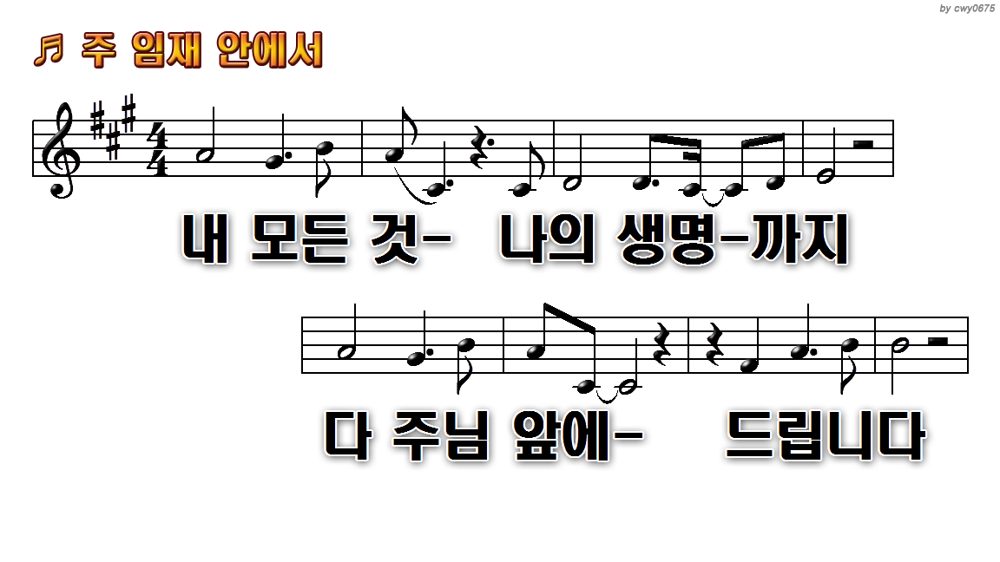 by cwy0675
♬ 주 임재 안에서
내 모든 것- 나의 생명-까지
다 주님 앞에- 드립니다